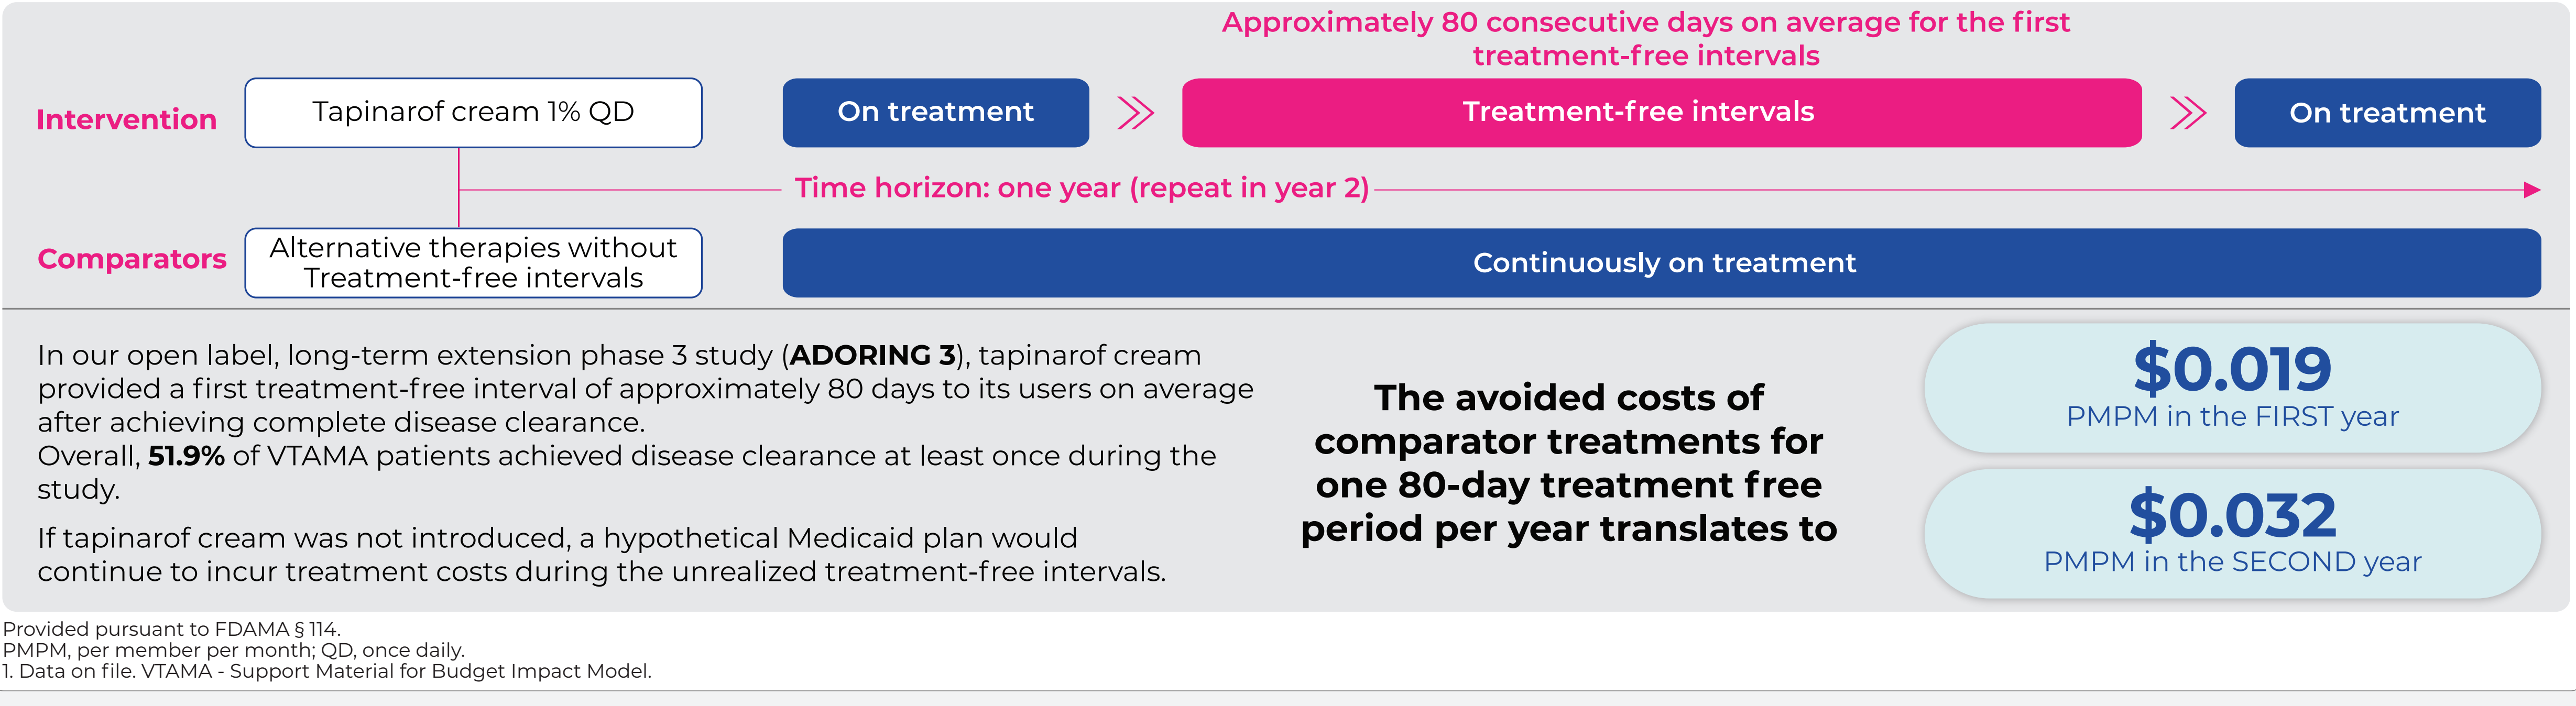 Approximately 80 consecutive days on average for the first
treatment-free intervals
Intervention
Tapinarof cream 1% QD
On treatment
Treatment-free intervals
On treatment
Time horizon: one year (repeat in year 2)
Comparators
Alternative therapies without
Treatment-free intervals
Continuously on treatment
In our open label, long-term extension phase 3 study (ADORING 3), tapinarof cream
provided a first treatment-free interval of approximately 80 days to its users on average
after achieving complete disease clearance.
Overall, 51.9% of VTAMA patients achieved disease clearance at least once during the
study.
If tapinarof cream was not introduced, a hypothetical Medicaid plan would
continue to incur treatment costs during the unrealized treatment-free intervals.
The avoided costs of
comparator treatments for
one 80-day treatment free
period per year translates to
$0.019
PMPM in the FIRST year
$0.032
PMPM in the SECOND year
Provided pursuant to FDAMA § 114.
PMPM, per member per month; QD, once daily.
1. Data on file. VTAMA - Support Material for Budget Impact Model.